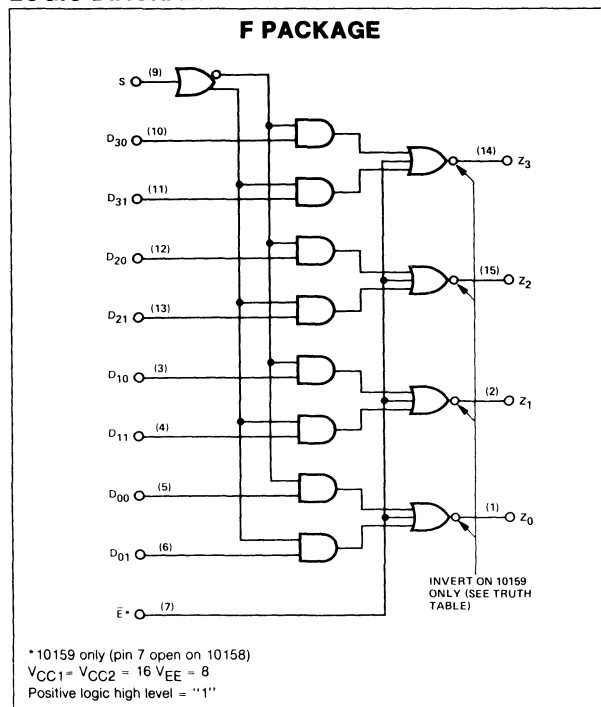 F PACKAGE
S (9)
D30 (10)
D31 (11)
D20 (12)
D21 (13)
D10 (3)
D11 (4)
D00 (5)
D01 (6)
E̅* (7)
(14) Z3
(15) Z2
(2) Z1
(1) Z0
INVERT ON 10159
ONLY (SEE TRUTH
TABLE)
*10159 only (pin 7 open on 10158)
VCC1= VCC2 = 16 VEE = 8
Positive logic high level = "1"